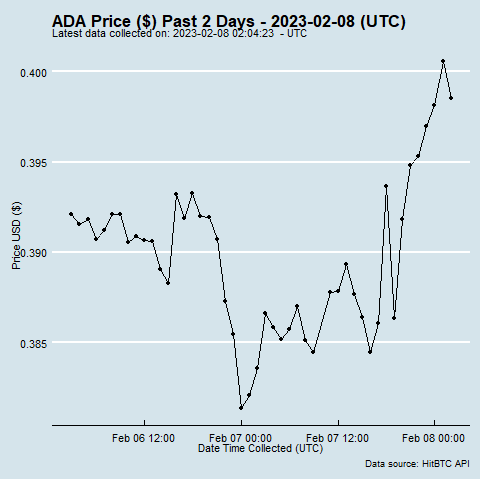 ADA Price ($) Past 2 Days - 2023-02-08 (UTC)
Latest data collected on: 2023-02-08 02:04:23  - UTC
0.400
0.395
0.390
0.385
Price USD ($)
Feb 06 12:00
Feb 07 00:00
Feb 07 12:00
Feb 08 00:00
Date Time Collected (UTC)
Data source: HitBTC API